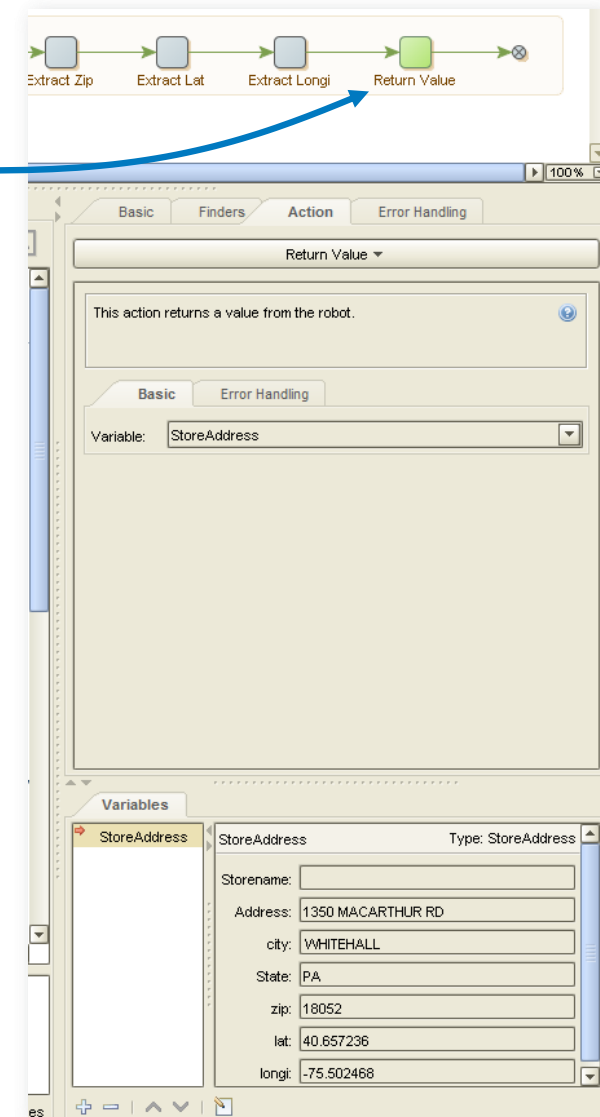 Extract Zip Extract Lat Extract Longi Return Value
100%
Basic Finders Action Error Handling
Return Value
This action returns a value from the robot.
Basic Error Handling
Variable: StoreAddress
Variables
StoreAddress StoreAddress Type: StoreAddress
Storename:
Address: 1350 MACARTHUR RD
city: WHITEHALL
State: PA
zip: 18052
lat: 40.657236
longi: -75.502468
es